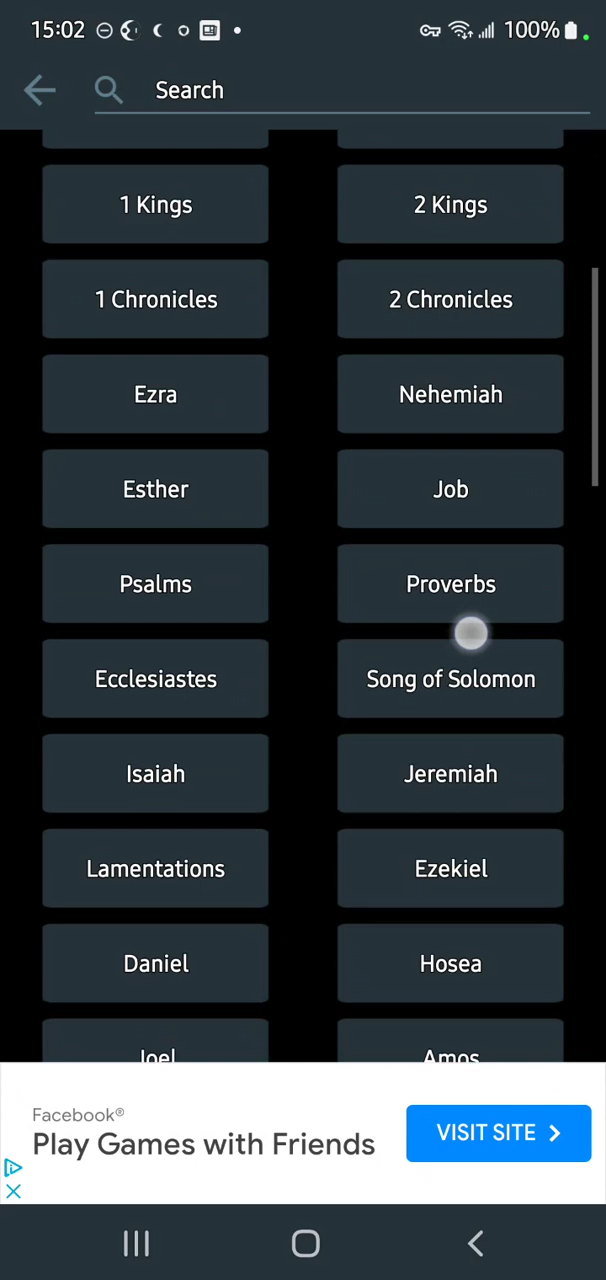 15:02 100%
Search
1 Kings 2 Kings
1 Chronicles 2 Chronicles
Ezra Nehemiah
Esther Job
Psalms Proverbs
Ecclesiastes Song of Solomon
Isaiah Jeremiah
Lamentations Ezekiel
Daniel Hosea
Joel Amos
Facebook®
Play Games with Friends
VISIT SITE